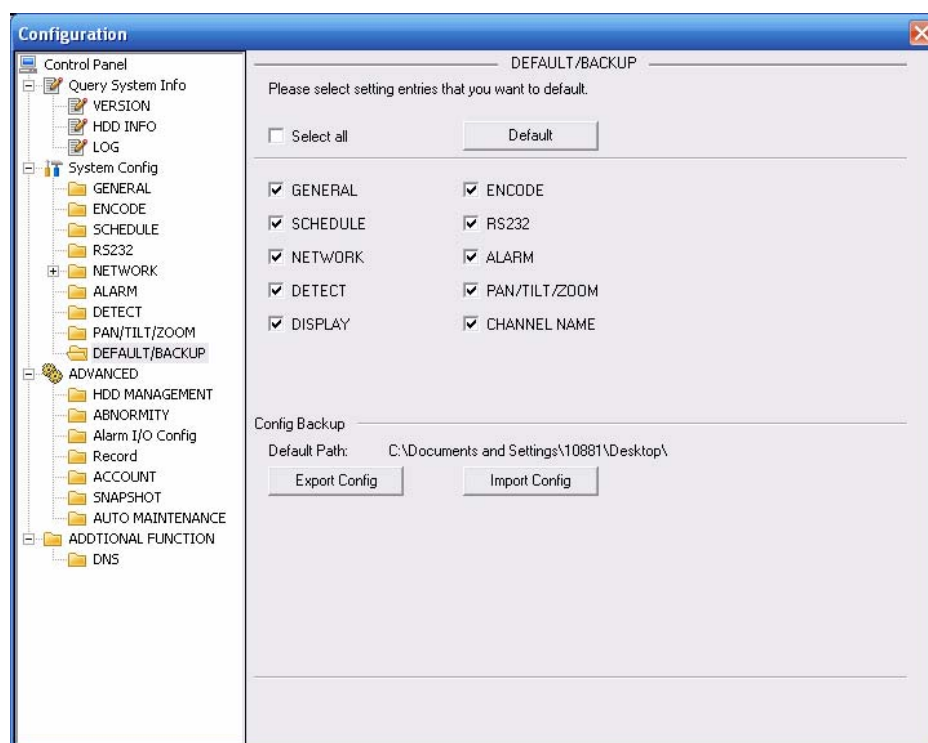 Configuration
Control Panel
Query System Info
VERSION
HDD INFO
LOG
System Config
GENERAL
ENCODE
SCHEDULE
RS232
NETWORK
ALARM
DETECT
PAN/TILT/ZOOM
DEFAULT/BACKUP
ADVANCED
HDD MANAGEMENT
ABNORMITY
Alarm I/O Config
Record
ACCOUNT
SNAPSHOT
AUTO MAINTENANCE
ADDTIONAL FUNCTION
DNS
DEFAULT/BACKUP
Please select setting entries that you want to default.
Select all Default
GENERAL ENCODE
SCHEDULE RS232
NETWORK ALARM
DETECT PAN/TILT/ZOOM
DISPLAY CHANNEL NAME
Config Backup
Default Path: C:\Documents and Settings\10881\Desktop\
Export Config Import Config